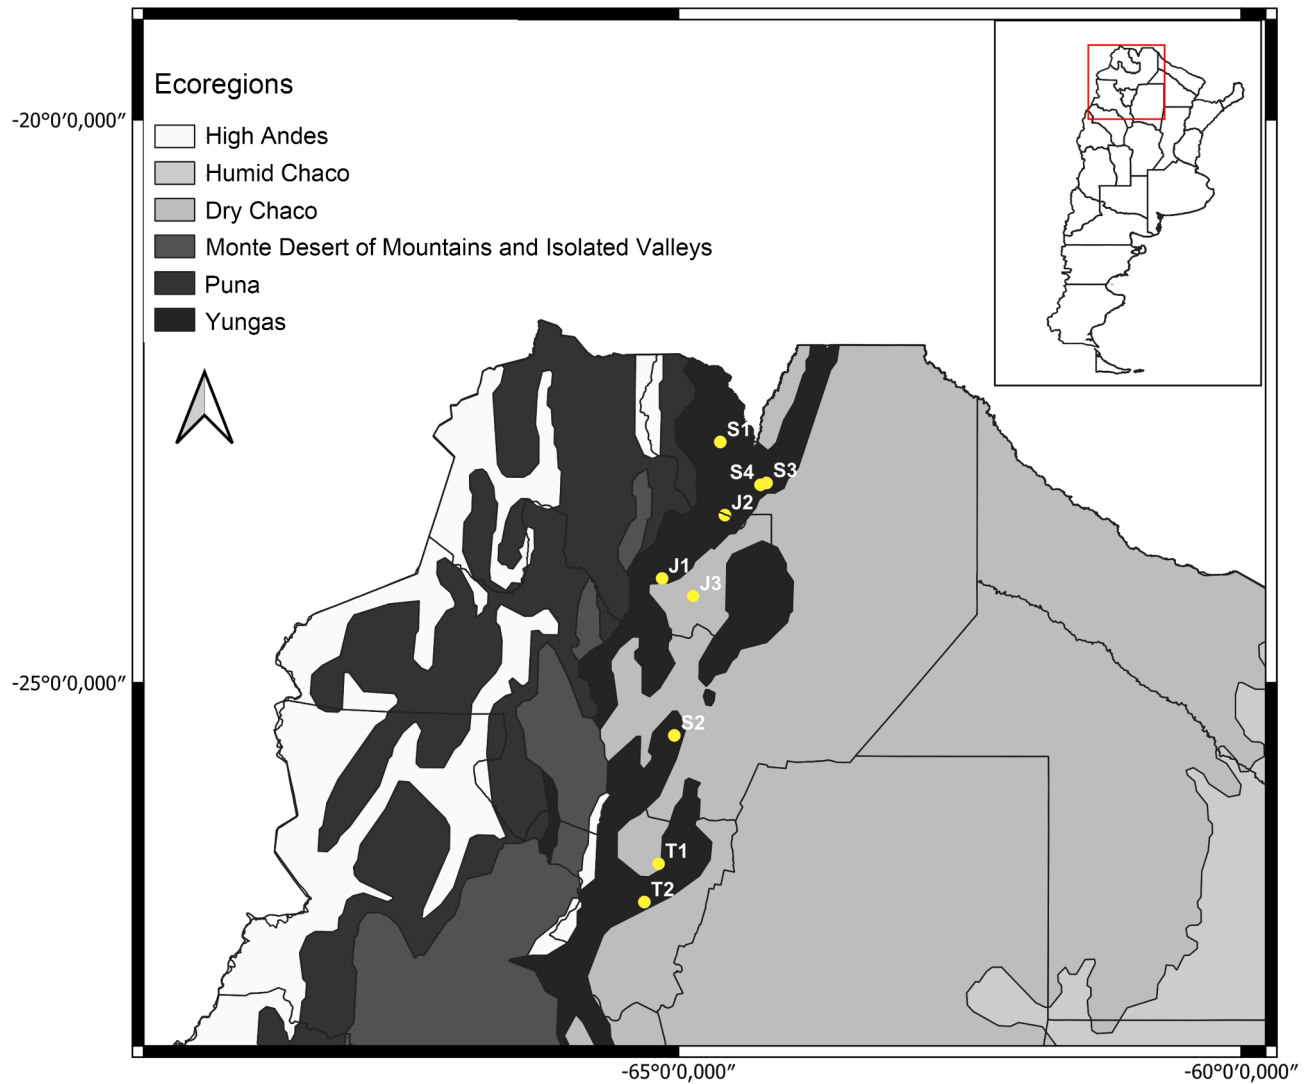 Ecoregions
-20°0′0,000″
High Andes
Humid Chaco
Dry Chaco
Monte Desert of Mountains and Isolated Valleys
Puna
Yungas
S1
S4
S3
J2
J1
J3
-25°0′0,000″
S2
T1
T2
-65°0′0,000″
-60°0′0,000″